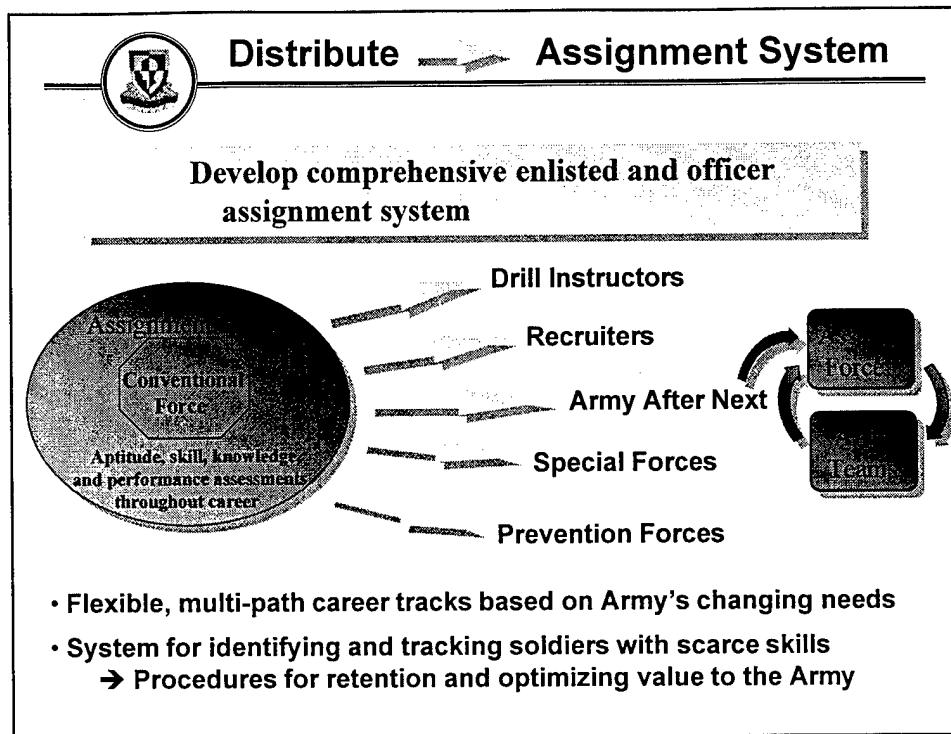 Distribute Assignment System
Develop comprehensive enlisted and officer
assignment system
Drill Instructors
Recruiters
Army After Next
Special Forces
Prevention Forces
Assignment
Conventional
Force
Aptitude, skill, knowledge,
and performance assessments
throughout career
Force
Team
• Flexible, multi-path career tracks based on Army's changing needs
• System for identifying and tracking soldiers with scarce skills
→ Procedures for retention and optimizing value to the Army